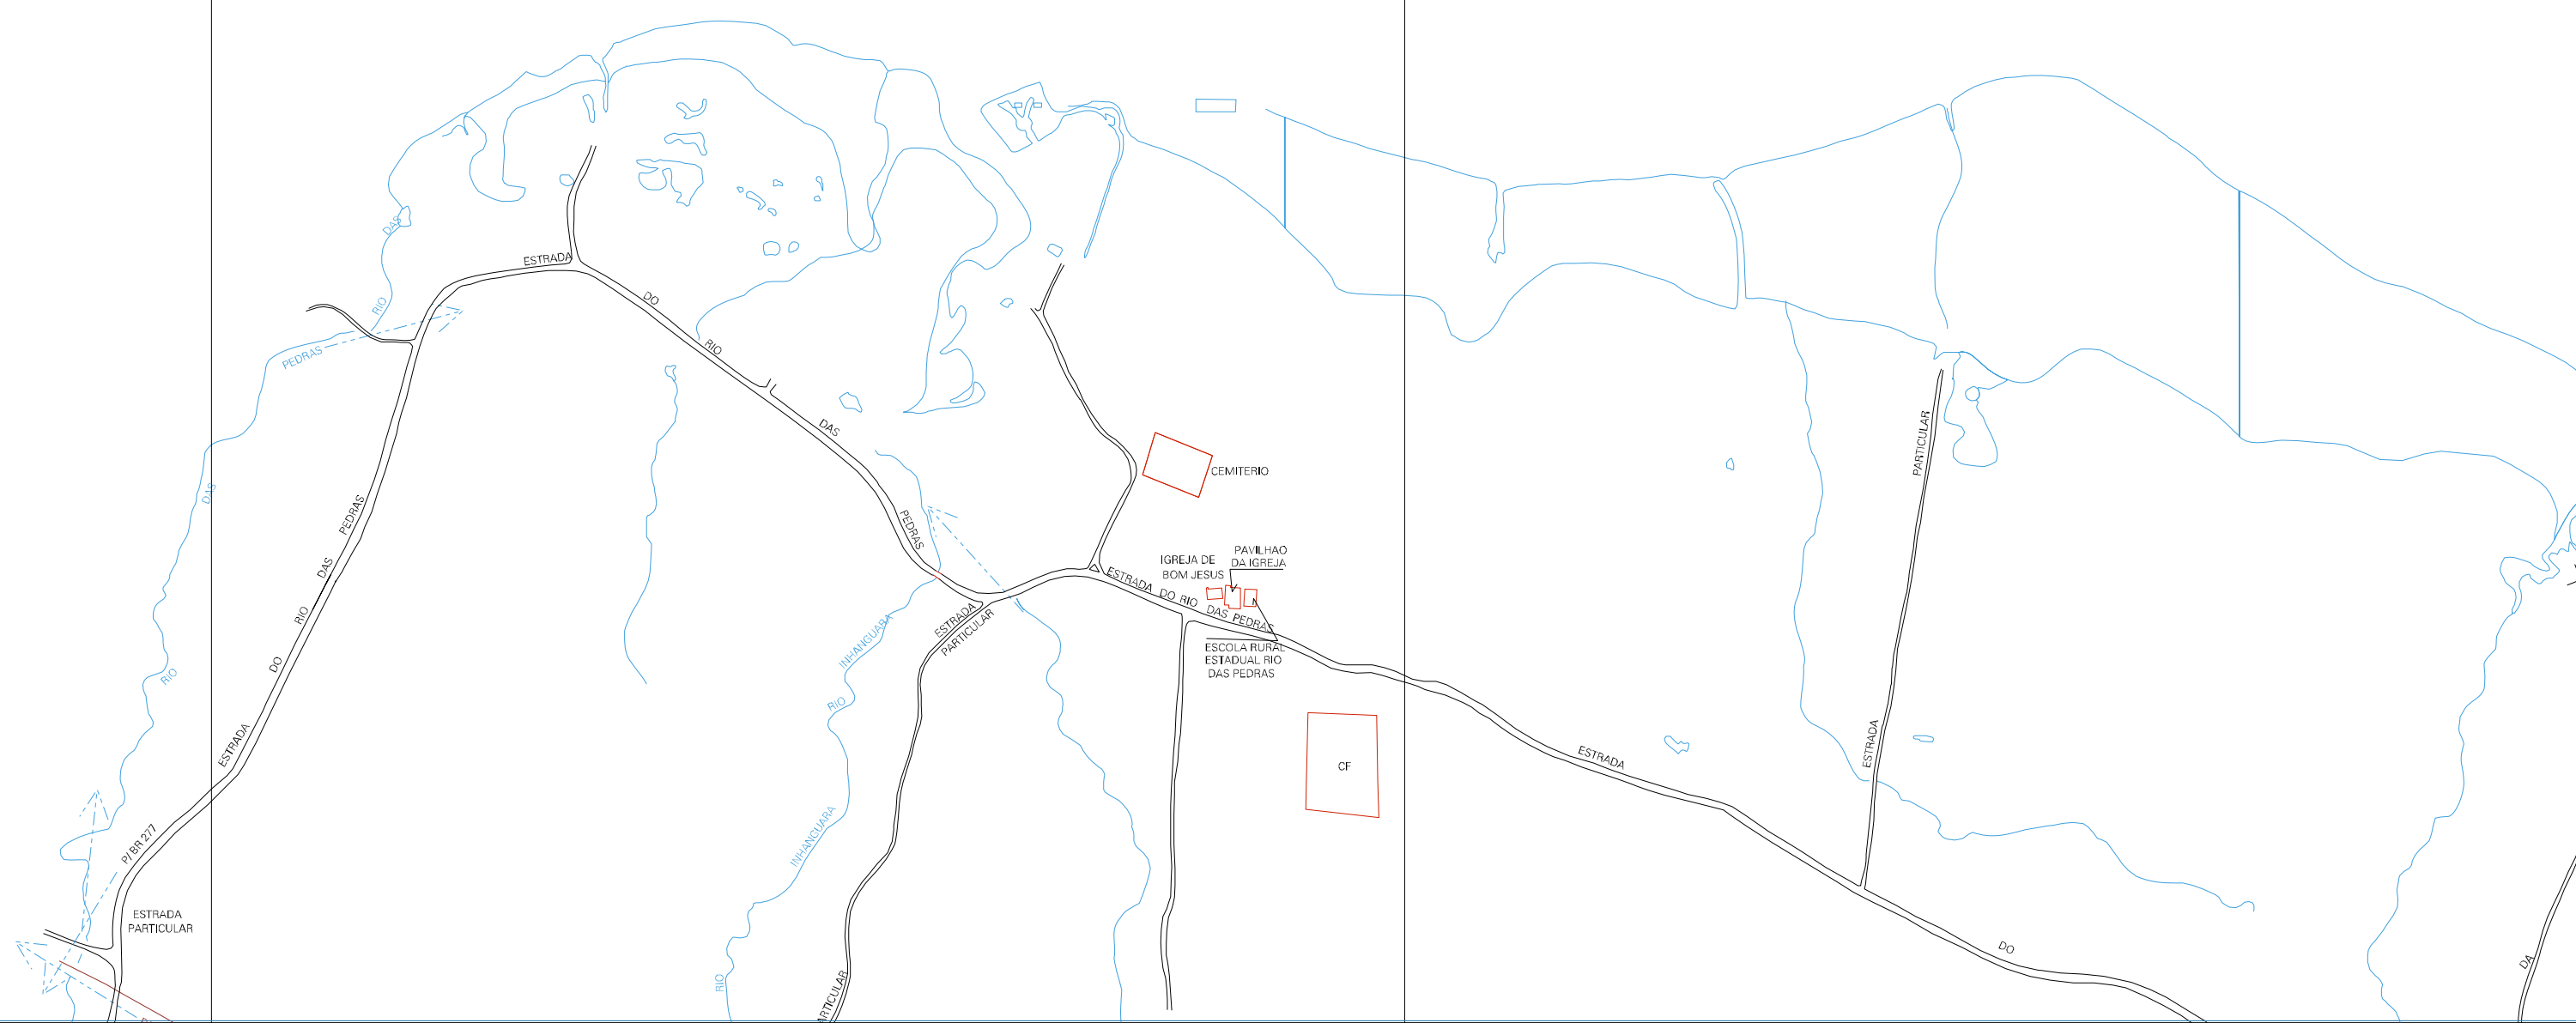 DAS
ESTRADA
DO
RIO
PEDRAS
RIO
DAS
PARTICULAR
CEMITERIO
DAS
PEDRAS
PEDRAS
IGREJA DE
BOM JESUS
PAVILHAO
DA IGREJA
DAS
ESTRADA DO RIO DAS PEDRAS
RIO
ESTRADA
PARTICULAR
INHANGUARA
ESCOLA RURAL
ESTADUAL RIO
DAS PEDRAS
DO
RIO
RIO
ESTRADA
ESTRADA
ESTRADA
CF
P/ BR 277
INHANGUARA
ESTRADA
PARTICULAR
DO
DA
RIO
ARTICULAR